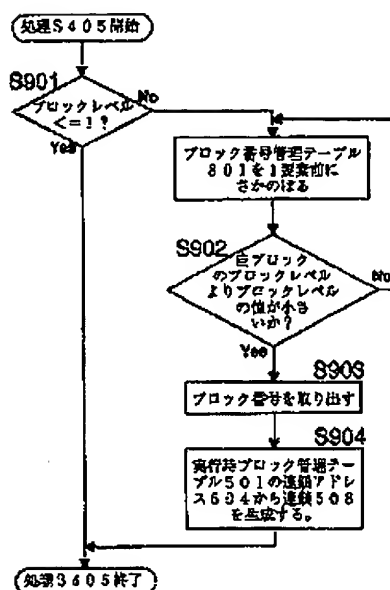 処理S405開始
S901
ブロックレベル
<=1?
No
Yes
ブロック番号管理テーブル
801を1要素前に
さかのぼる
S902
自ブロック
のブロックレベル
よりブロックレベル
の値が小さ
いか?
No
Yes
S903
ブロック番号を取り出す
S904
実行時ブロック管理テー
ブル501の連鎖アドレ
ス504から連鎖508
を生成する。
処理S405終了